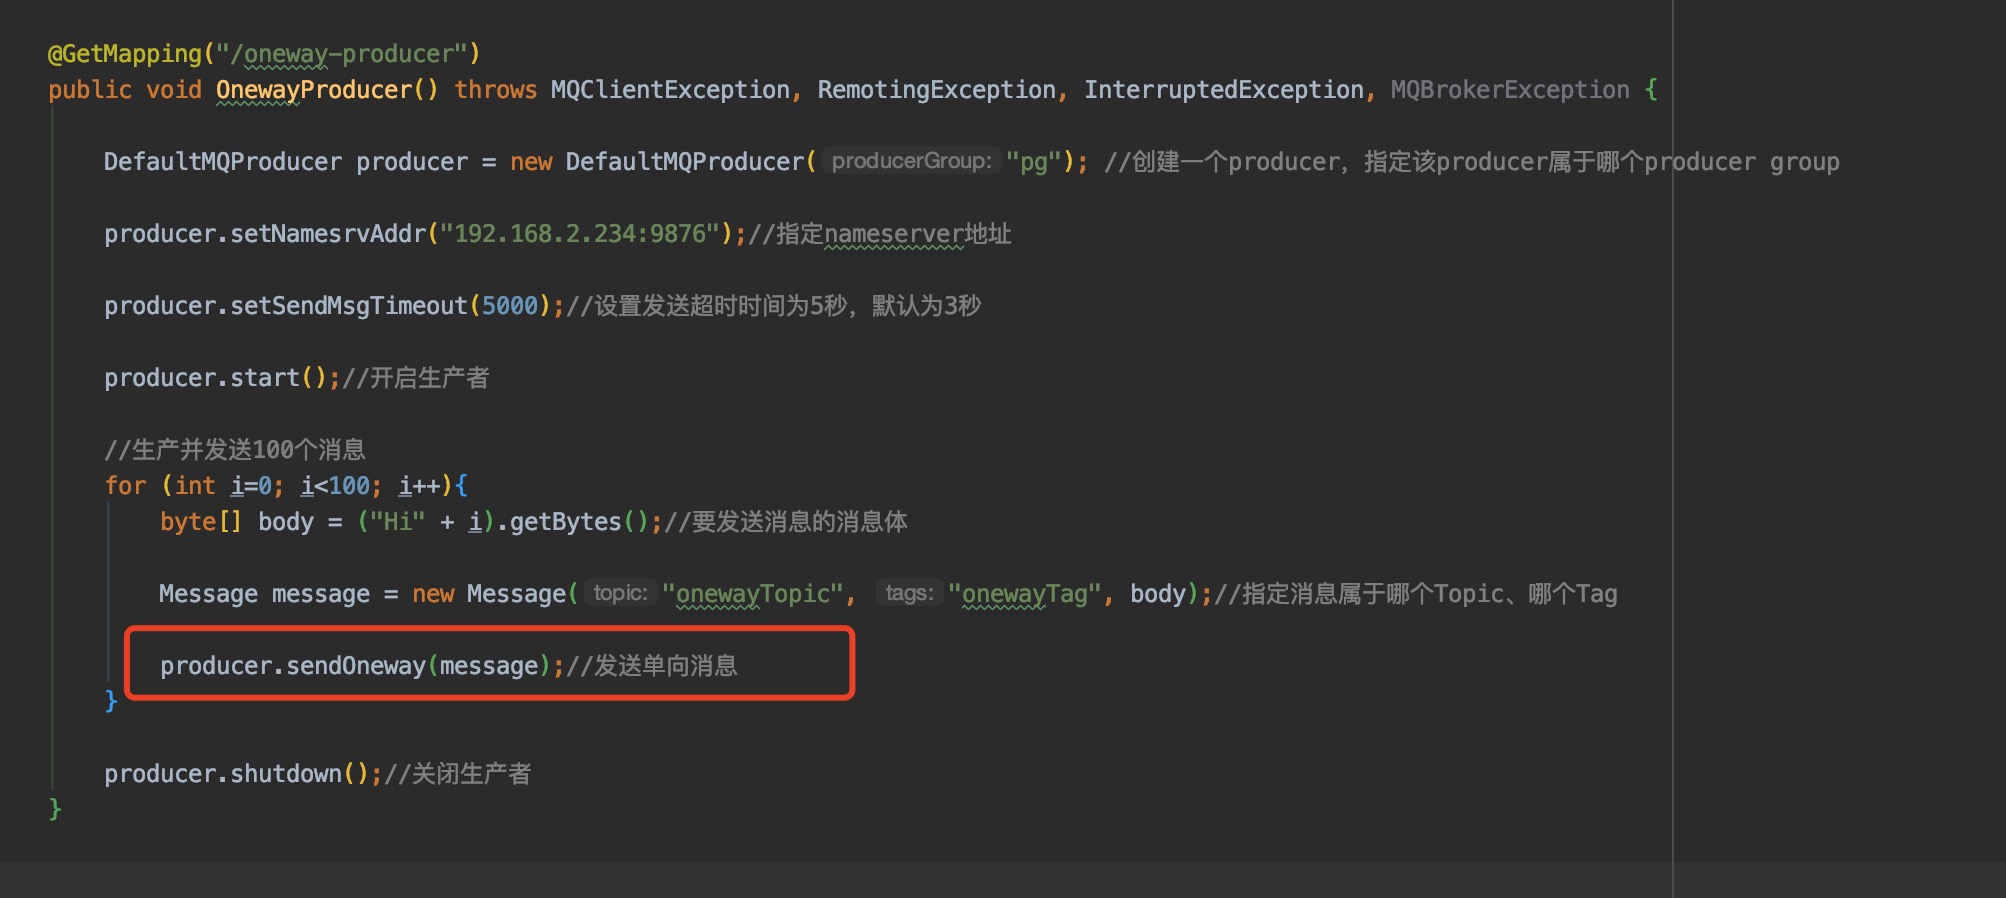 @GetMapping("/oneway-producer")
public void OnewayProducer() throws MQClientException, RemotingException, InterruptedException, MQBrokerException {
DefaultMQProducer producer = new DefaultMQProducer( producerGroup: "pg"); //创建一个producer，指定该producer属于哪个producer group
producer.setNamesrvAddr("192.168.2.234:9876");//指定nameserver地址
producer.setSendMsgTimeout(5000);//设置发送超时时间为5秒，默认为3秒
producer.start();//开启生产者
//生产并发送100个消息
for (int i=0; i<100; i++){
byte[] body = ("Hi" + i).getBytes();//要发送消息的消息体
Message message = new Message( topic: "onewayTopic", tags: "onewayTag", body);//指定消息属于哪个Topic、哪个Tag
producer.sendOneway(message);//发送单向消息
}
producer.shutdown();//关闭生产者
}